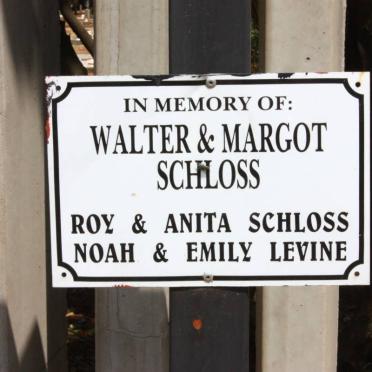 IN MEMORY OF:
WALTER & MARGOT
SCHLOSS
ROY & ANITA SCHLOSS
NOAH & EMILY LEVINE